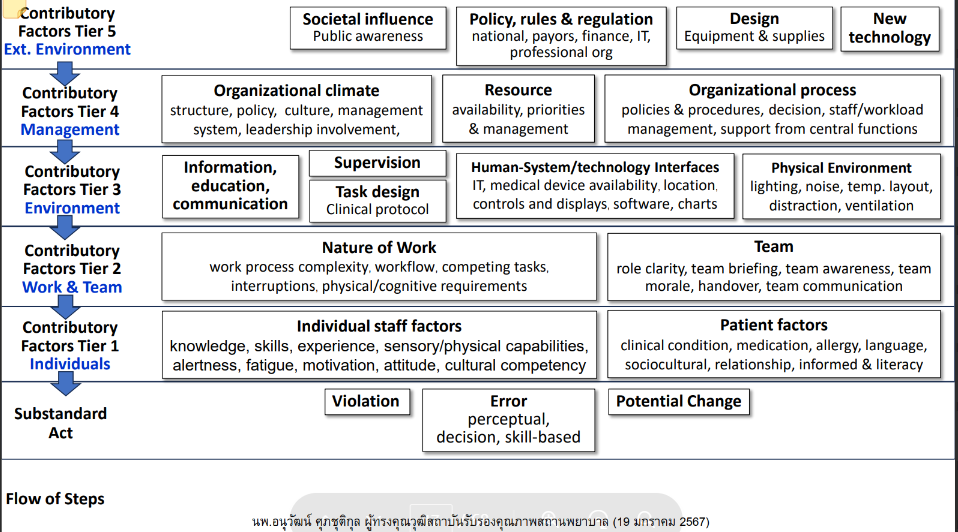 Contributory
Factors Tier 5
Ext. Environment
Societal influence
Public awareness
Policy, rules & regulation
national, payors, finance, IT,
professional org
Design
Equipment & supplies
New
technology
Contributory
Factors Tier 4
Management
Organizational climate
structure, policy, culture, management
system, leadership involvement,
Resource
availability, priorities
& management
Organizational process
policies & procedures, decision, staff/workload
management, support from central functions
Contributory
Factors Tier 3
Environment
Information,
education,
communication
Supervision
Task design
Clinical protocol
Human-System/technology Interfaces
IT, medical device availability, location,
controls and displays, software, charts
Physical Environment
lighting, noise, temp. layout,
distraction, ventilation
Contributory
Factors Tier 2
Work & Team
Nature of Work
work process complexity, workflow, competing tasks,
interruptions, physical/cognitive requirements
Team
role clarity, team briefing, team awareness, team
morale, handover, team communication
Contributory
Factors Tier 1
Individuals
Individual staff factors
knowledge, skills, experience, sensory/physical capabilities,
alertness, fatigue, motivation, attitude, cultural competency
Patient factors
clinical condition, medication, allergy, language,
sociocultural, relationship, informed & literacy
Substandard
Act
Violation
Error
perceptual,
decision, skill-based
Potential Change
Flow of Steps
นพ.อนุวัฒน์ ศุภชุติกุล ผู้ทรงคุณวุฒิสถาบันรับรองคุณภาพสถานพยาบาล (19 มกราคม 2567)